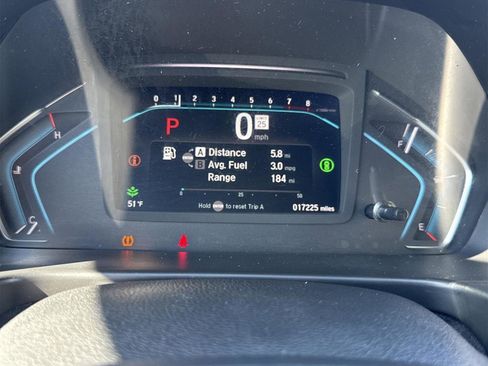 0 1 2 3 4 5 6 7 8
P 0 25
mph
H F
A Distance 5.8 mi
B Avg. Fuel 3.0 mpg
Range 184 mi
0 25 50
51°F Hold ENTER to reset Trip A 017225 miles
C E